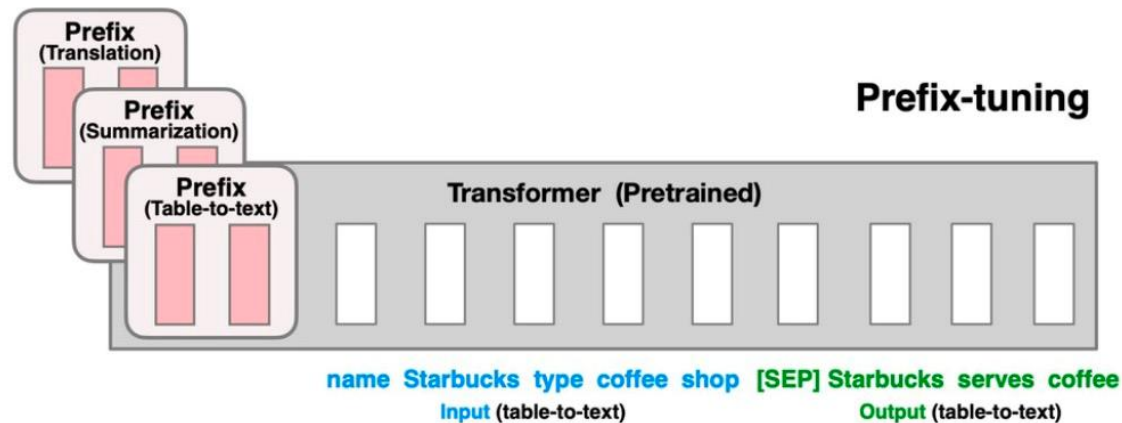 Prefix
(Translation)
Prefix
(Summarization)
Prefix
(Table-to-text)
Prefix-tuning
Transformer (Pretrained)
name Starbucks type coffee shop [SEP] Starbucks serves coffee
Input (table-to-text) Output (table-to-text)